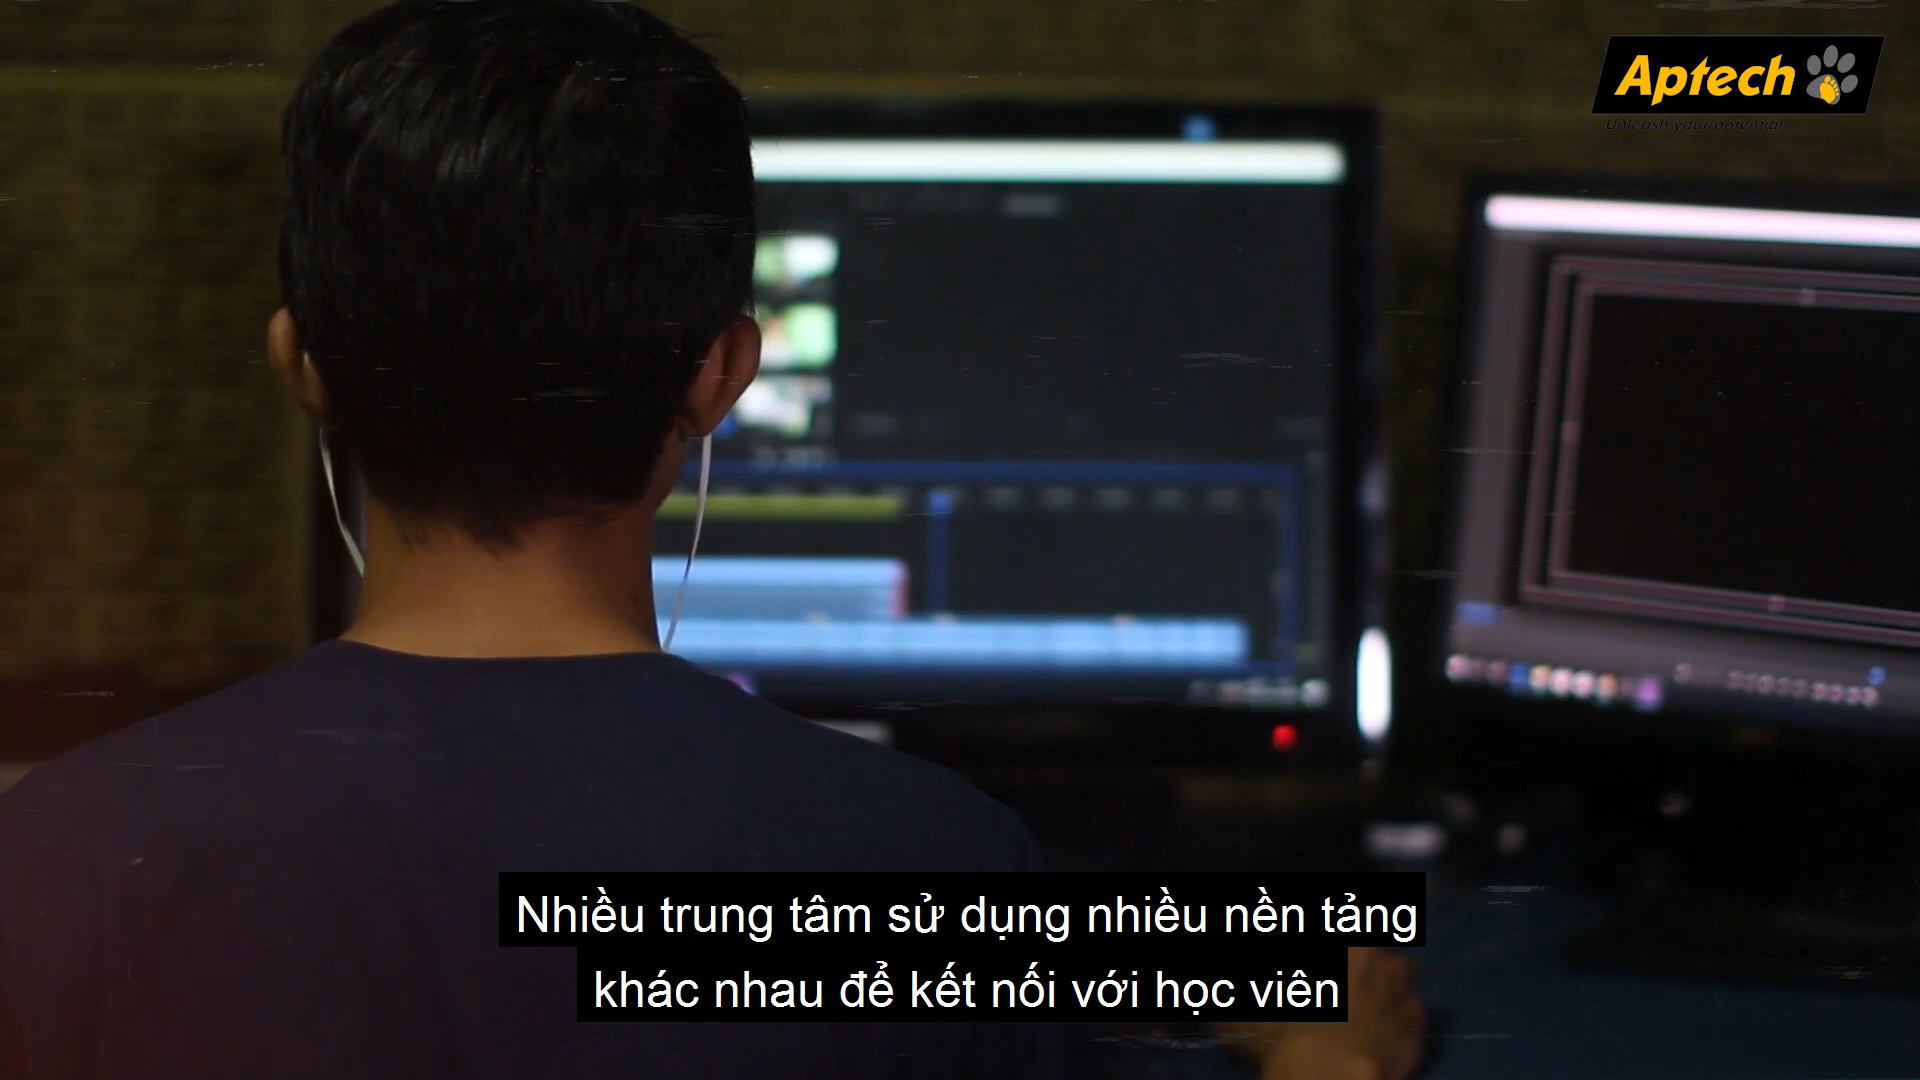 Aptech
Unleash your potential
Nhiều trung tâm sử dụng nhiều nền tảng
khác nhau để kết nối với học viên